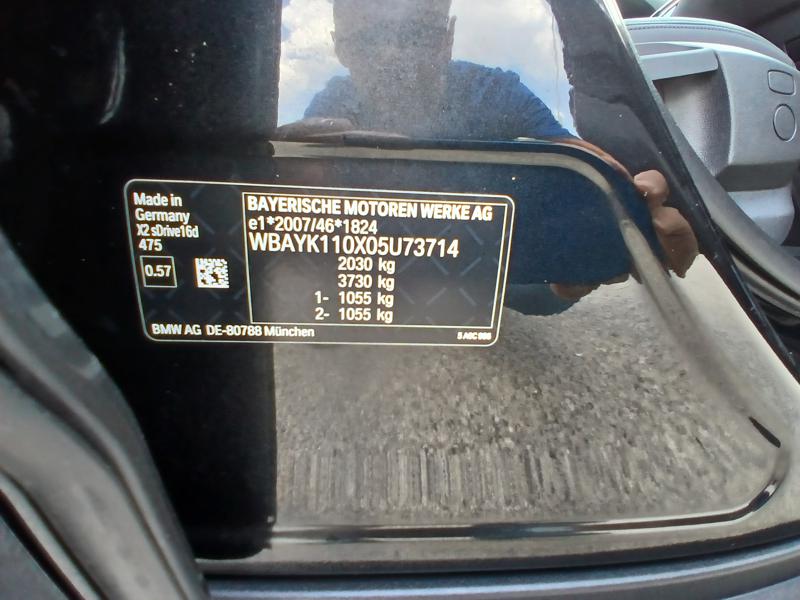 Made in
Germany
X2 sDrive16d
475
0.57
BAYERISCHE MOTOREN WERKE AG
e1*2007/46*1824
WBAYK110X05U73714
2030 kg
3730 kg
1- 1055 kg
2- 1055 kg
BMW AG DE-80788 München